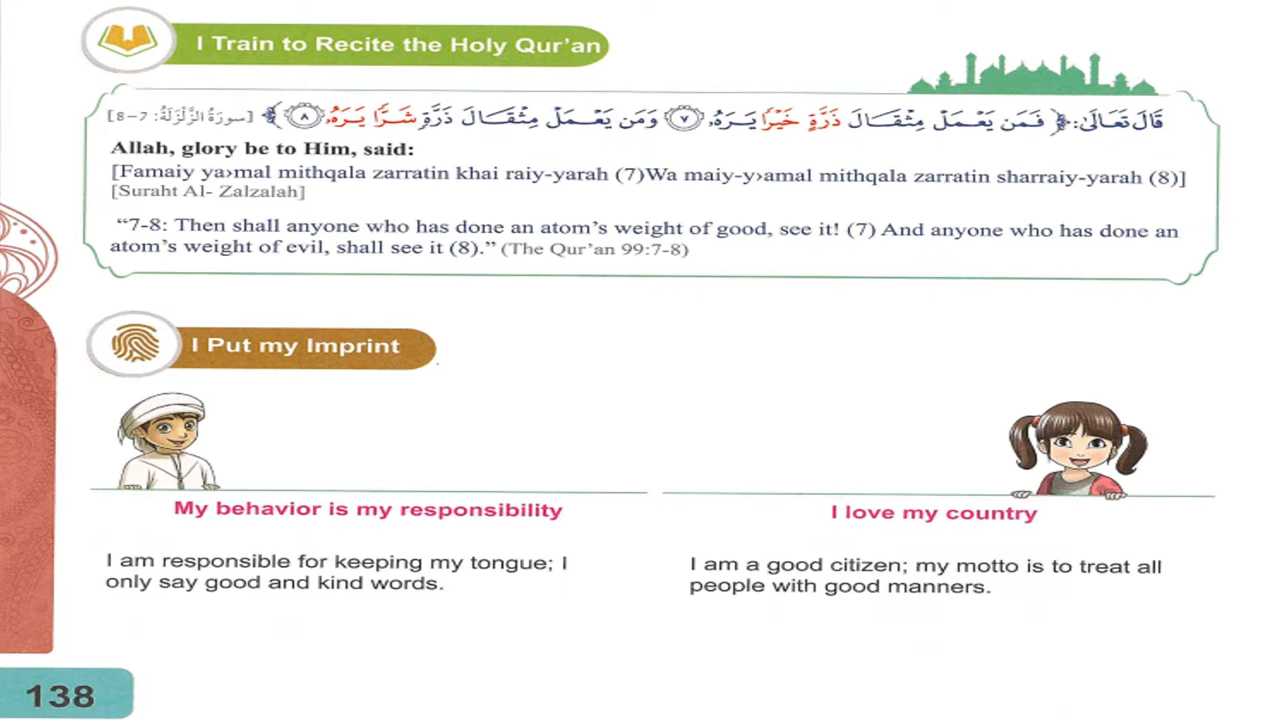 I Train to Recite the Holy Qur'an
قَالَ تَعَالَىٰ: ﴿ فَمَن يَعْمَلْ مِثْقَالَ ذَرَّةٍ خَيْرًا يَرَهُۥ ٧ وَمَن يَعْمَلْ مِثْقَالَ ذَرَّةٍ شَرًّا يَرَهُۥ ٨ ﴾ [سورَةُ الزَّلْزَلَةُ: ٧-٨]
Allah, glory be to Him, said:
[Famaiy ya›mal mithqala zarratin khai raiy-yarah (7)Wa maiy-y›amal mithqala zarratin sharraiy-yarah (8)]
[Suraht Al- Zalzalah]
"7-8: Then shall anyone who has done an atom's weight of good, see it! (7) And anyone who has done an
atom's weight of evil, shall see it (8)." (The Qur'an 99:7-8)
I Put my Imprint
My behavior is my responsibility
I am responsible for keeping my tongue; I
only say good and kind words.
I love my country
I am a good citizen; my motto is to treat all
people with good manners.
138